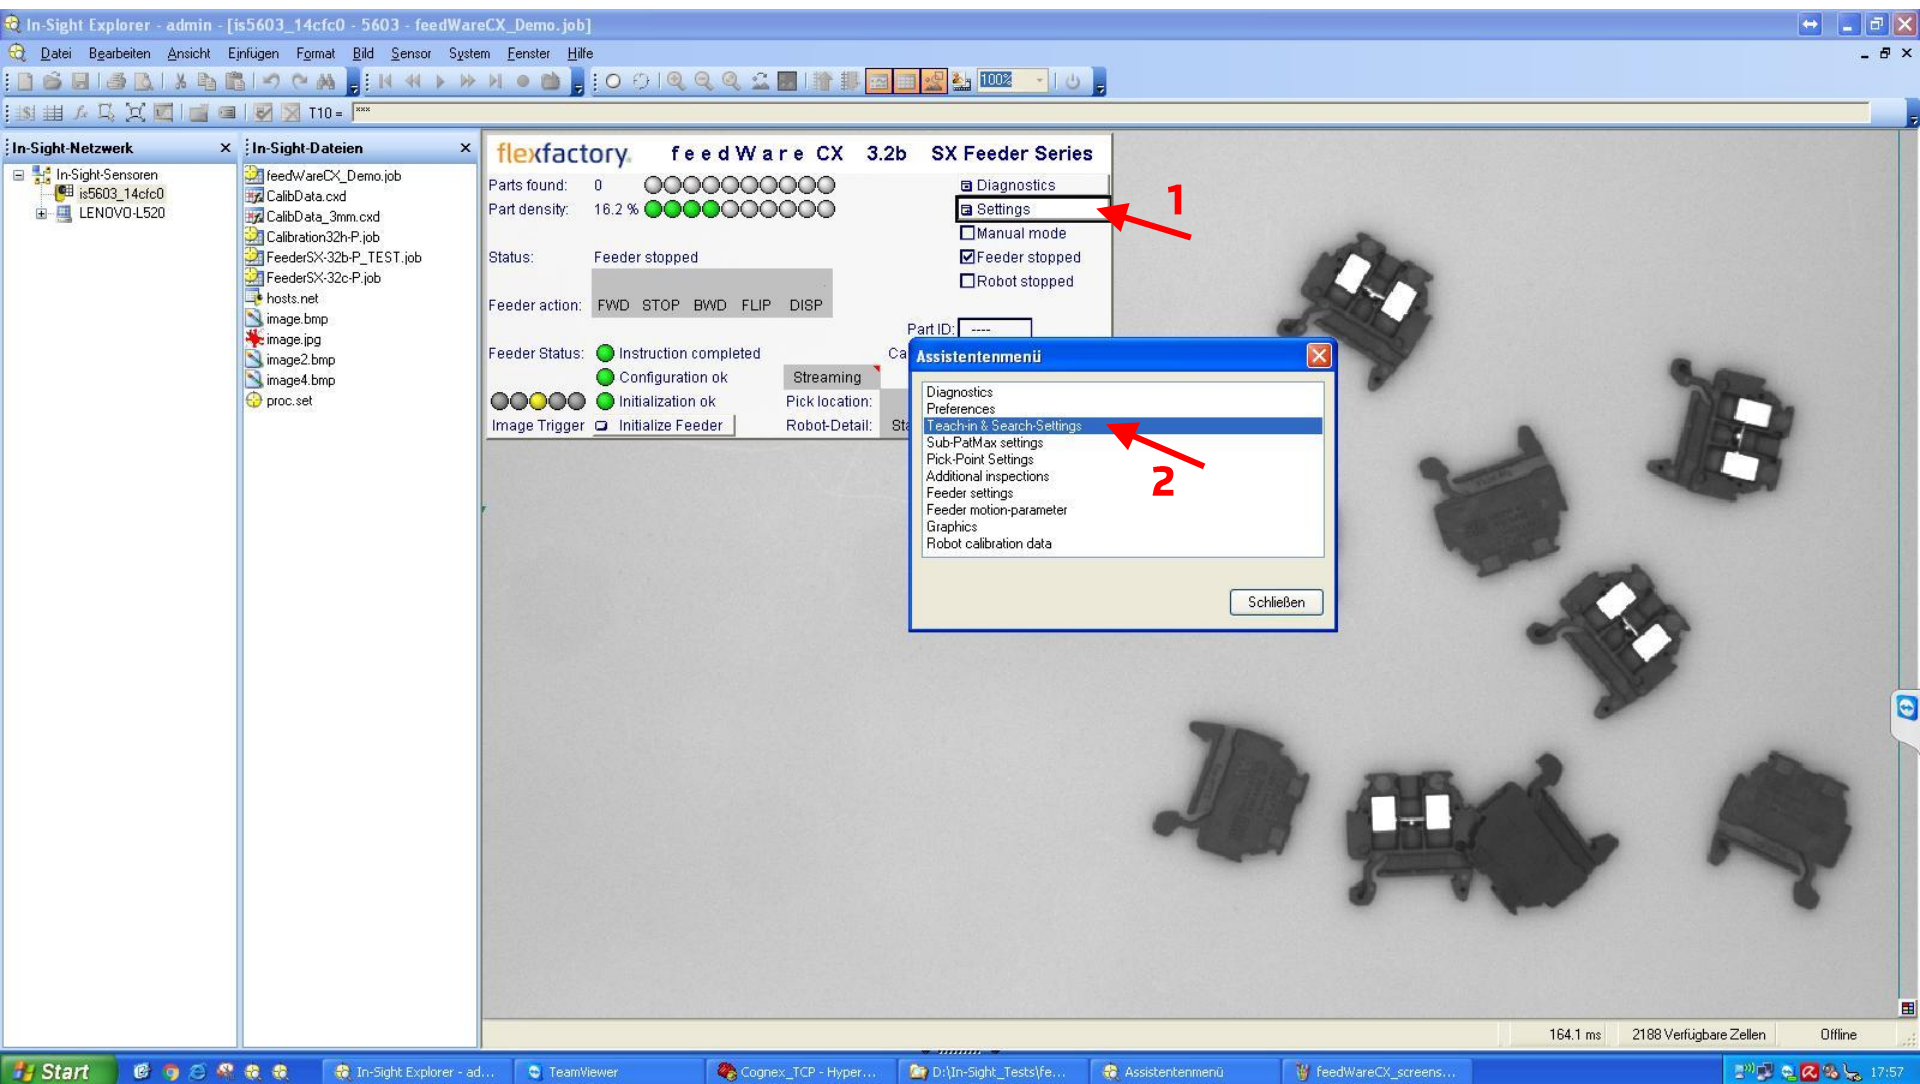 In-Sight Explorer - admin - [is5603_14cfc0 - 5603 - feedWareCX_Demo.job]
Datei Bearbeiten Ansicht Einfügen Format Bild Sensor System Fenster Hilfe
100%
T10 = xxx
In-Sight-Netzwerk
In-Sight-Sensoren
is5603_14cfc0
LENOVO-L520
In-Sight-Dateien
feedWareCX_Demo.job
CalibData.cxd
CalibData_3mm.cxd
Calibration32h-P.job
FeederSX-32b-P_TEST.job
FeederSX-32c-P.job
hosts.net
image.bmp
image.jpg
image2.bmp
image4.bmp
proc.set
flexfactory. feedWare CX 3.2b SX Feeder Series
Parts found: 0 Diagnostics
Part density: 16.2 % Settings
Manual mode
Status: Feeder stopped Feeder stopped
Robot stopped
Feeder action: FWD STOP BWD FLIP DISP
Part ID: ----
Feeder Status: Instruction completed Ca
Configuration ok Streaming
Initialization ok Pick location:
Image Trigger Initialize Feeder Robot-Detail: Sta
1
Assistentenmenü
Diagnostics
Preferences
Teach-in & Search-Settings
Sub-PatMax settings
Pick-Point Settings
Additional inspections
Feeder settings
Feeder motion-parameter
Graphics
Robot calibration data
Schließen
2
164.1 ms 2188 Verfügbare Zellen Offline
Start In-Sight Explorer - ad... TeamViewer Cognex_TCP - Hyper... D:\In-Sight_Tests\fe... Assistentenmenü feedWareCX_screens... 17:57